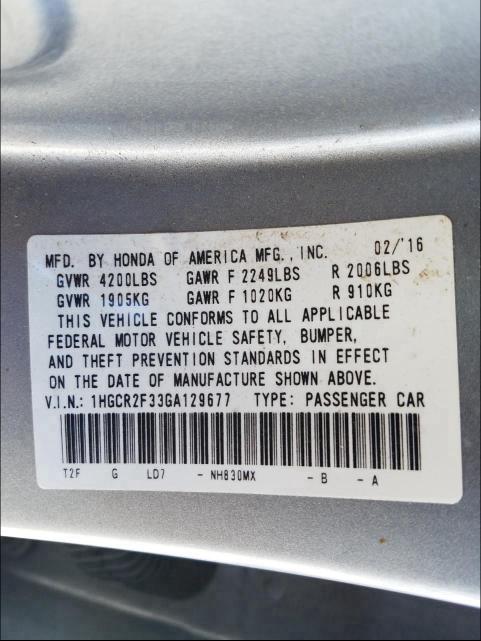 MFD. BY HONDA OF AMERICA MFG., INC. 02/'16
GVWR 4200LBS GAWR F 2249LBS R 2006LBS
GVWR 1905KG GAWR F 1020KG R 910KG
THIS VEHICLE CONFORMS TO ALL APPLICABLE
FEDERAL MOTOR VEHICLE SAFETY, BUMPER,
AND THEFT PREVENTION STANDARDS IN EFFECT
ON THE DATE OF MANUFACTURE SHOWN ABOVE.
V.I.N.: 1HGCR2F33GA129677 TYPE: PASSENGER CAR
T2F G LD7 - NH830MX - B - A